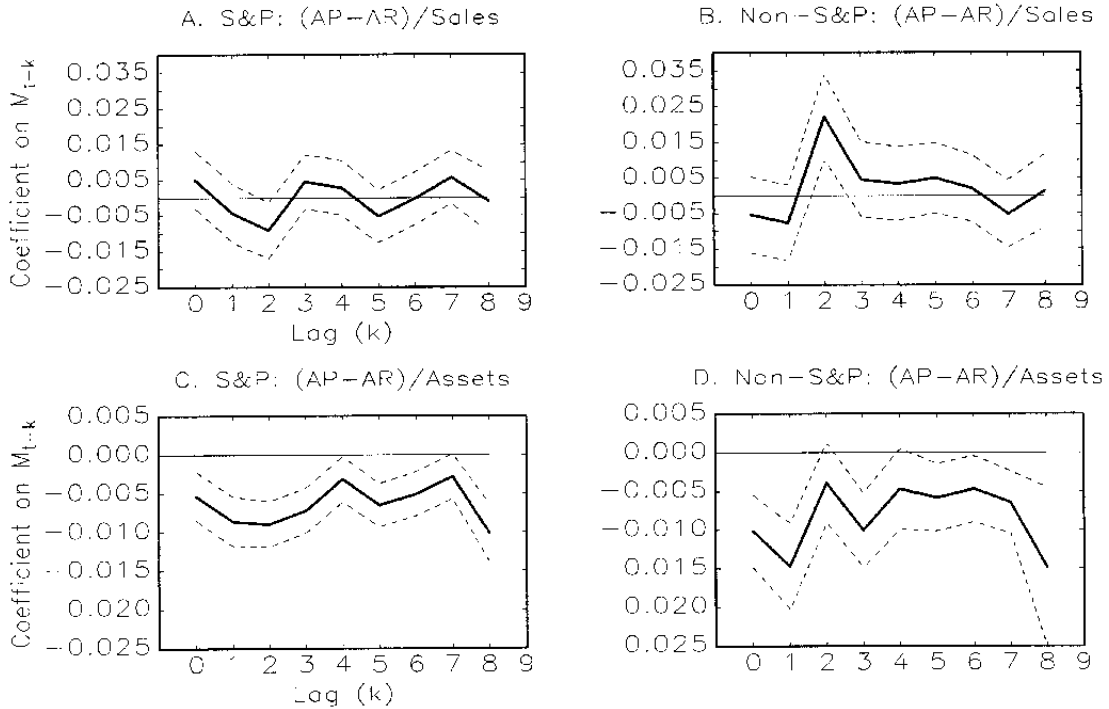 A. S&P: (AP-AR)/Sales
Coefficient on M_{t-k}
0.035
0.025
0.015
0.005
-0.005
-0.015
-0.025
0 1 2 3 4 5 6 7 8 9
Lag (k)
B. Non-S&P: (AP-AR)/Sales
0.035
0.025
0.015
0.005
-0.005
-0.015
-0.025
0 1 2 3 4 5 6 7 8 9
C. S&P: (AP-AR)/Assets
Coefficient on M_{t-k}
0.005
0.000
-0.005
-0.010
-0.015
-0.020
-0.025
0 1 2 3 4 5 6 7 8 9
Lag (k)
D. Non-S&P: (AP-AR)/Assets
0.005
0.000
-0.005
-0.010
0.015
0.020
0.025
0 1 2 3 4 5 6 7 8 9